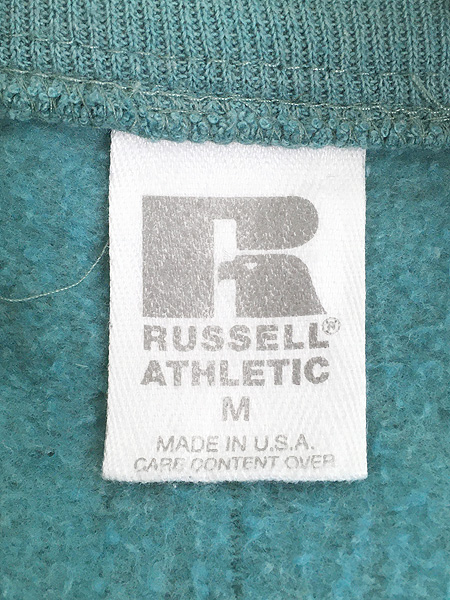 R
RUSSELL®
ATHLETIC
M
MADE IN U.S.A.
CARE CONTENT OVER